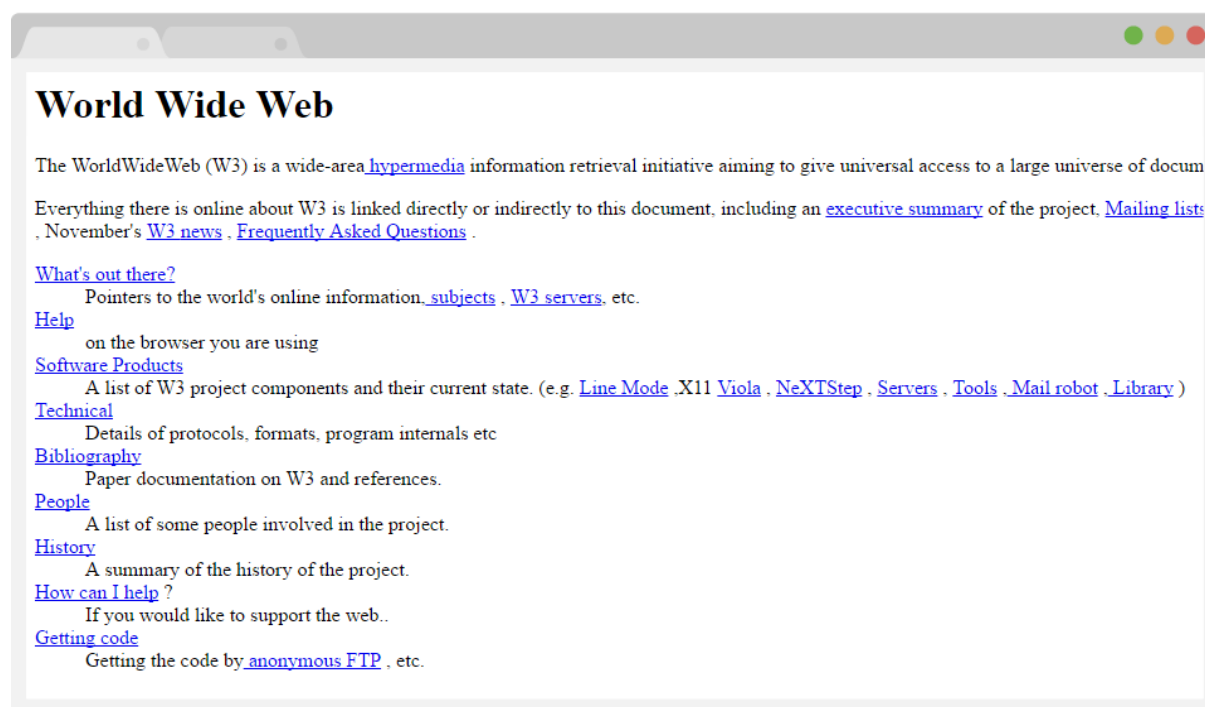 World Wide Web
The WorldWideWeb (W3) is a wide-area hypermedia information retrieval initiative aiming to give universal access to a large universe of docum
Everything there is online about W3 is linked directly or indirectly to this document, including an executive summary of the project, Mailing lists
, November's W3 news , Frequently Asked Questions .
What's out there?
Pointers to the world's online information, subjects , W3 servers, etc.
Help
on the browser you are using
Software Products
A list of W3 project components and their current state. (e.g. Line Mode ,X11 Viola , NeXTStep , Servers , Tools , Mail robot , Library )
Technical
Details of protocols, formats, program internals etc
Bibliography
Paper documentation on W3 and references.
People
A list of some people involved in the project.
History
A summary of the history of the project.
How can I help ?
If you would like to support the web..
Getting code
Getting the code by anonymous FTP , etc.